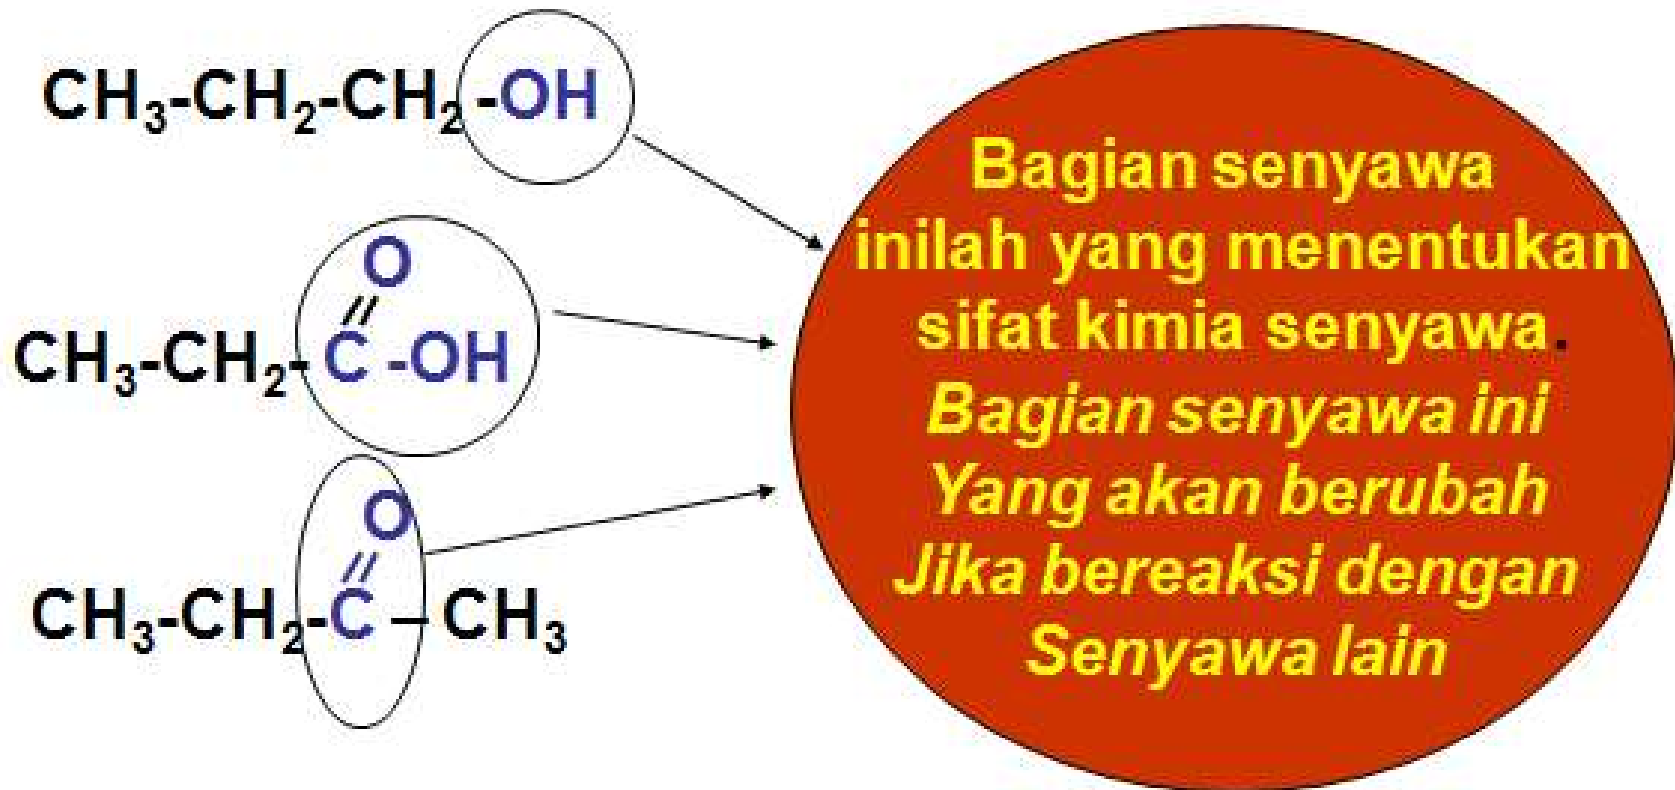 CH₃-CH₂-CH₂-OH
O
CH₃-CH₂-C-OH
O
CH₃-CH₂-C–CH₃
Bagian senyawa
inilah yang menentukan
sifat kimia senyawa.
Bagian senyawa ini
Yang akan berubah
Jika bereaksi dengan
Senyawa lain